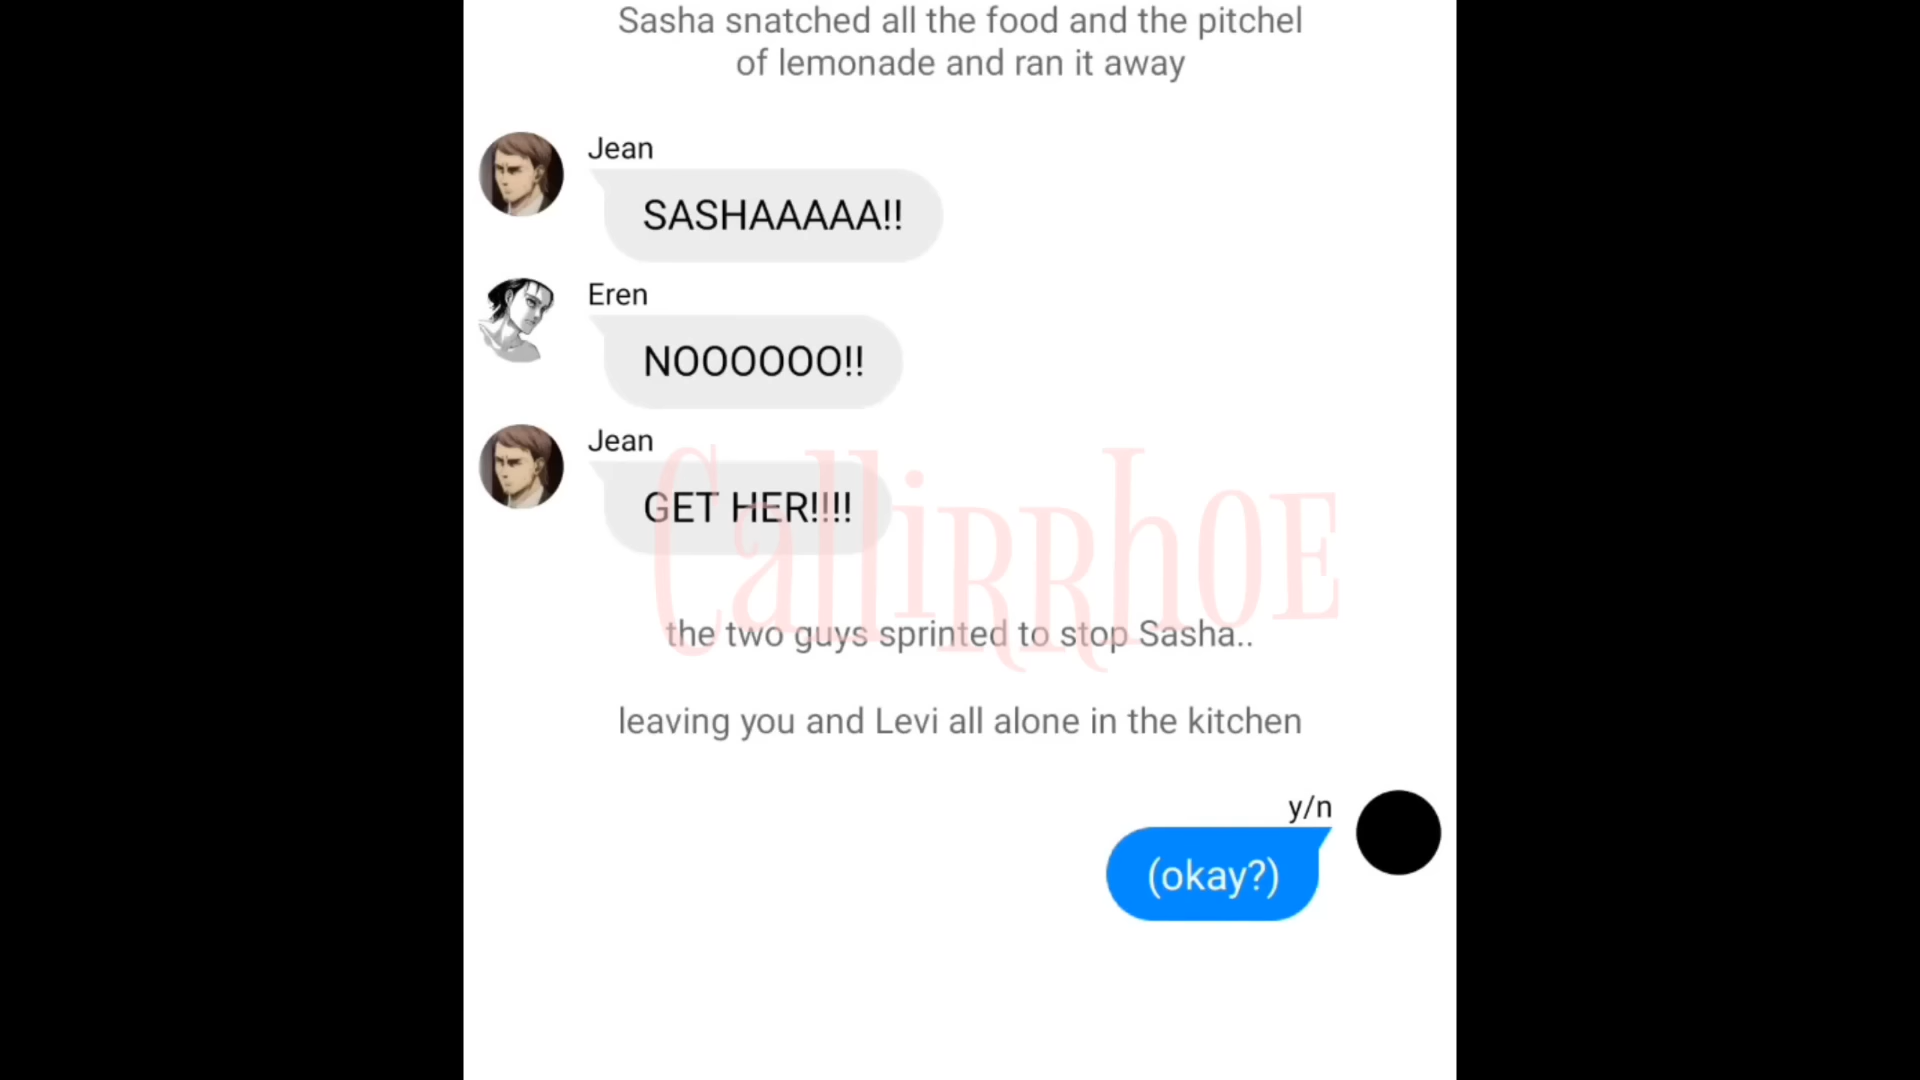 Sasha snatched all the food and the pitchel
of lemonade and ran it away
Jean
SASHAAAAA!!
Eren
NOOOOOO!!
Jean
GET HER!!!!
CalliRRhOE
the two guys sprinted to stop Sasha..
leaving you and Levi all alone in the kitchen
y/n
(okay?)